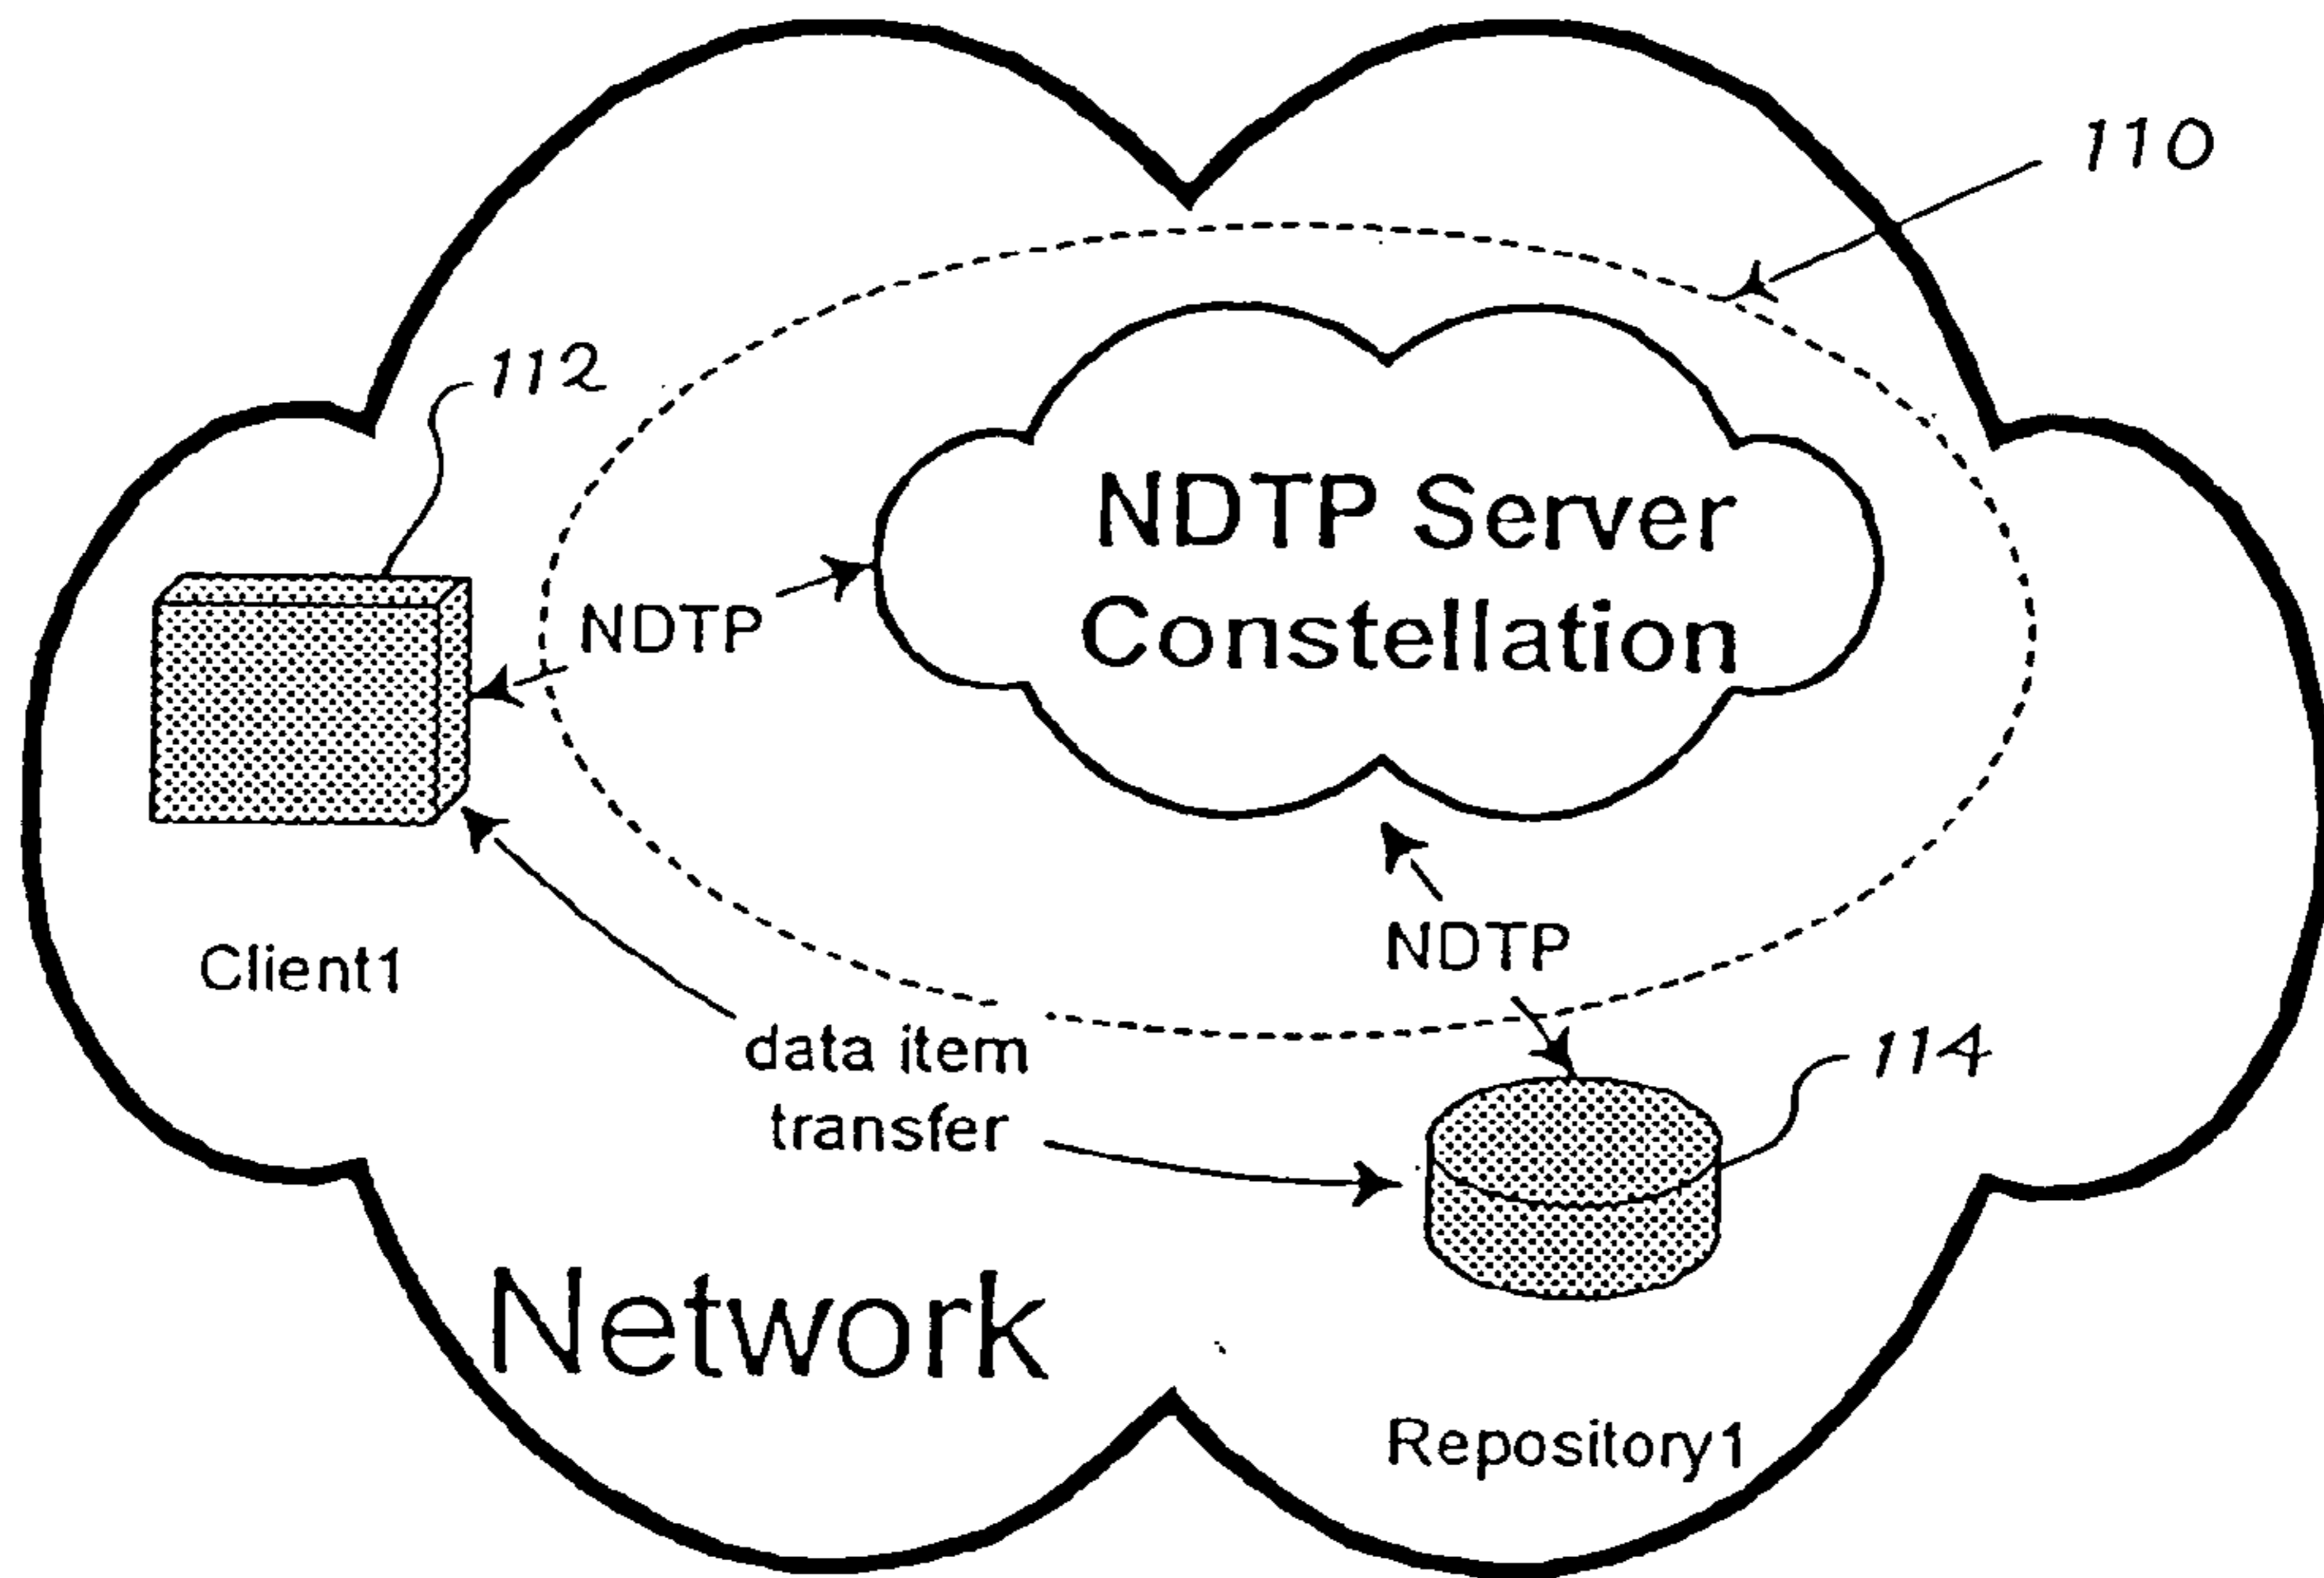 110
112
NDTP Server
Constellation
NDTP
NDTP
Client1
data item
transfer
114
Network
Repository1